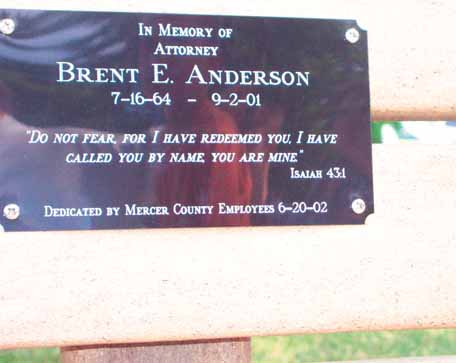 In Memory of
Attorney
Brent E. Anderson
7-16-64 - 9-2-01
"Do not fear, for I have redeemed you, I have
called you by name, you are mine."
Isaiah 43:1
Dedicated by Mercer County Employees 6-20-02